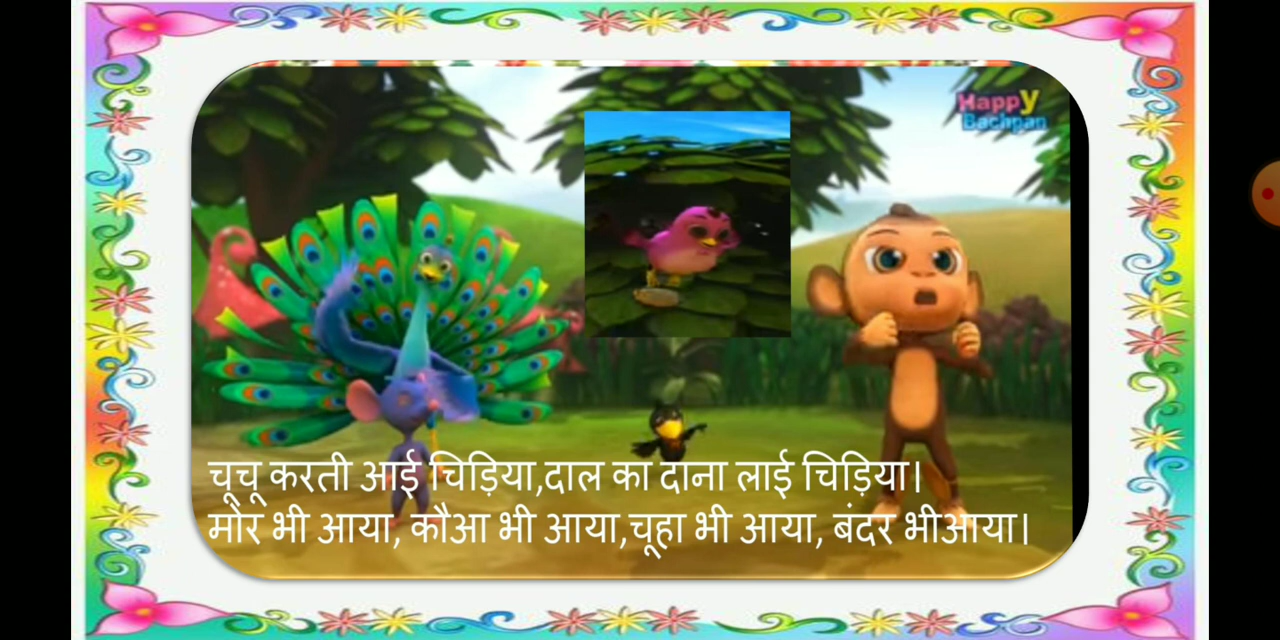 Happy
Bachpan
चूचू करती आई चिड़िया,दाल का दाना लाई चिड़िया।
मोर भी आया, कौआ भी आया,चूहा भी आया, बंदर भीआया।